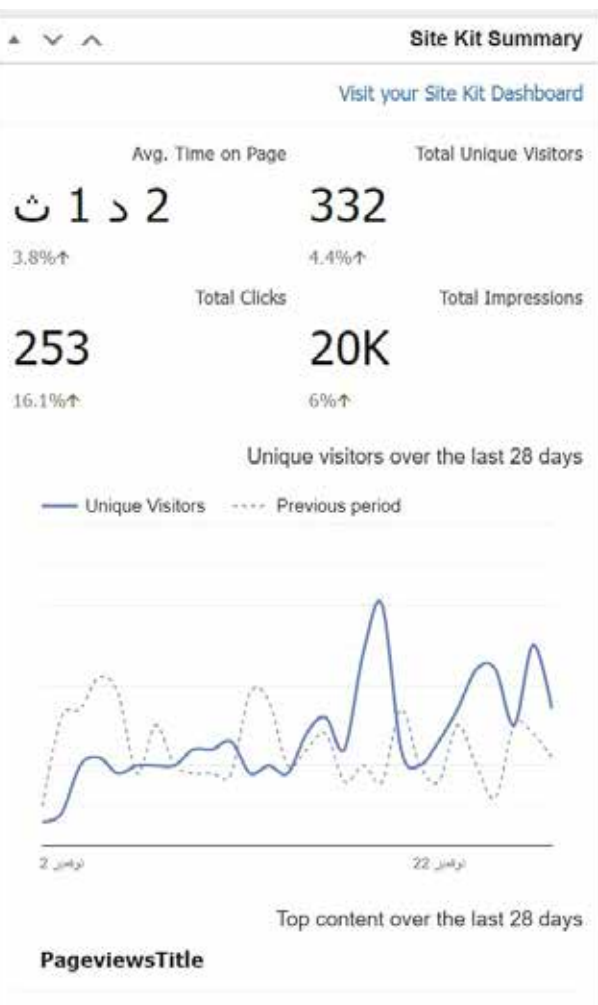 Site Kit Summary
Visit your Site Kit Dashboard
Total Unique Visitors
332
4.4%↑
Avg. Time on Page
2 د 1 ث
3.8%↑
Total Impressions
20K
6%↑
Total Clicks
253
16.1%↑
Unique visitors over the last 28 days
Unique Visitors
Previous period
2 نوفمبر
22 نوفمبر
Top content over the last 28 days
PageviewsTitle